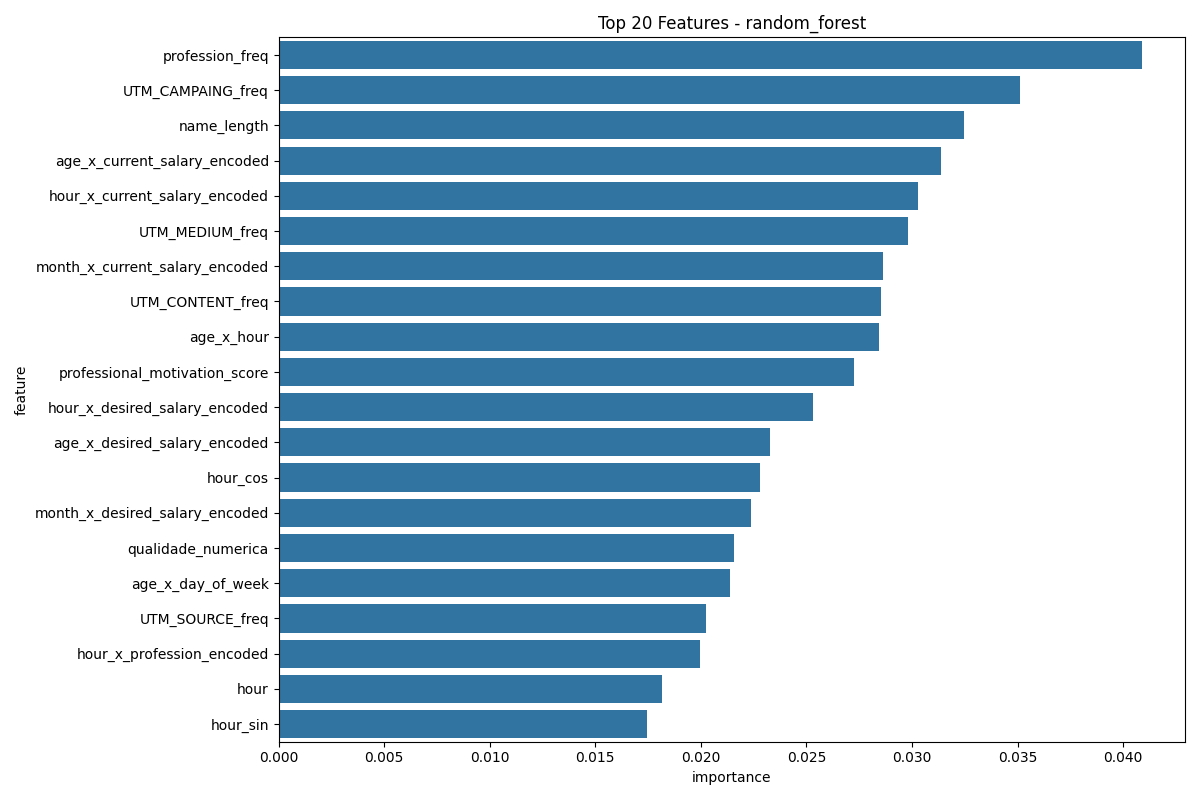 Top 20 Features - random_forest
profession_freq
UTM_CAMPAING_freq
name_length
age_x_current_salary_encoded
hour_x_current_salary_encoded
UTM_MEDIUM_freq
month_x_current_salary_encoded
UTM_CONTENT_freq
age_x_hour
professional_motivation_score
hour_x_desired_salary_encoded
age_x_desired_salary_encoded
hour_cos
month_x_desired_salary_encoded
qualidade_numerica
age_x_day_of_week
UTM_SOURCE_freq
hour_x_profession_encoded
hour
hour_sin
feature
0.000 0.005 0.010 0.015 0.020 0.025 0.030 0.035 0.040
importance